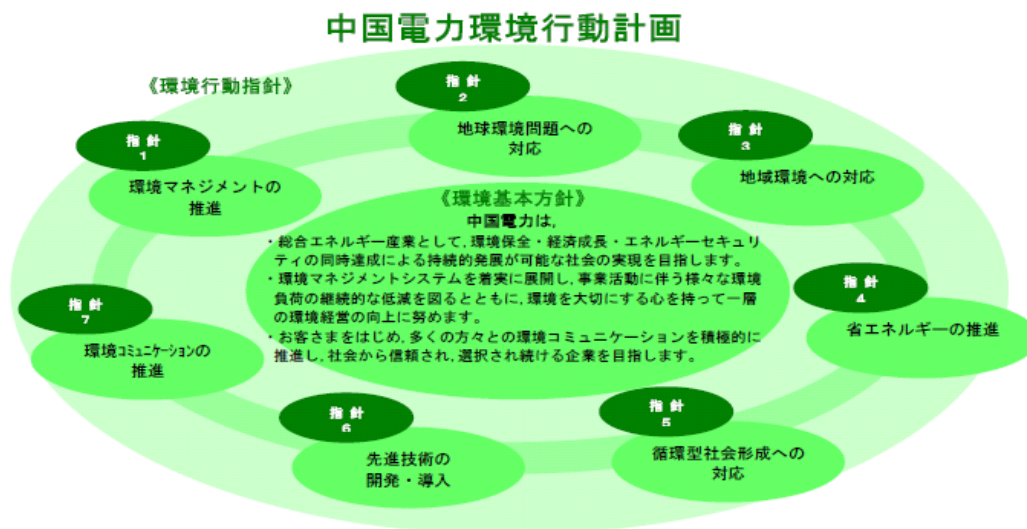 中国電力環境行動計画
《環境行動指針》
指針
1
環境マネジメントの
推進
指針
2
地球環境問題への
対応
指針
3
地域環境への対応
指針
4
省エネルギーの推進
指針
5
循環型社会形成への
対応
指針
6
先進技術の
開発・導入
指針
7
環境コミュニケーションの
推進
《環境基本方針》
中国電力は,
・総合エネルギー産業として,環境保全・経済成長・エネルギーセキュリ
ティの同時達成による持続的発展が可能な社会の実現を目指します。
・環境マネジメントシステムを着実に展開し,事業活動に伴う様々な環境
負荷の継続的な低減を図るとともに,環境を大切にする心を持って一層
の環境経営の向上に努めます。
・お客さまをはじめ,多くの方々との環境コミュニケーションを積極的に
推進し,社会から信頼され,選択され続ける企業を目指します。